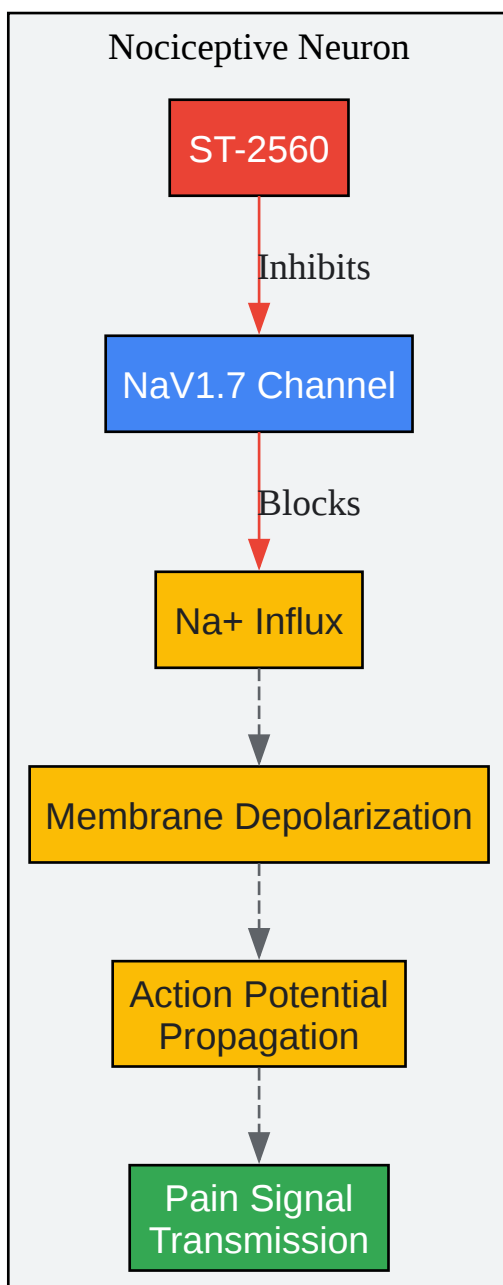 Nociceptive Neuron
ST-2560
Inhibits
NaV1.7 Channel
Blocks
Na+ Influx
Membrane Depolarization
Action Potential
Propagation
Pain Signal
Transmission